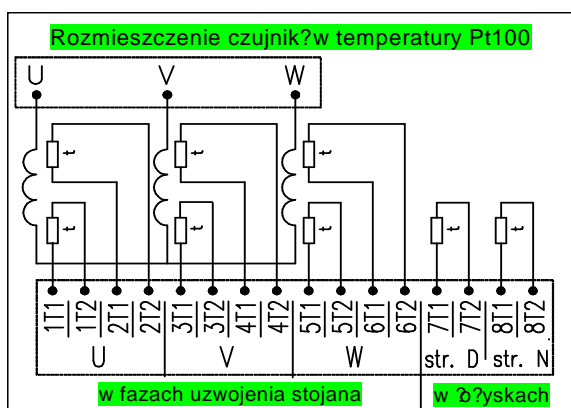 Rozmieszczenie czujnik?w temperatury Pt100
U V W
t t t
t t t t t
1T1 1T2 2T1 2T2 3T1 3T2 4T1 4T2 5T1 5T2 6T1 6T2 7T1 7T2 8T1 8T2
U V W str. D str. N
w fazach uzwojenia stojana w ?o?yskach